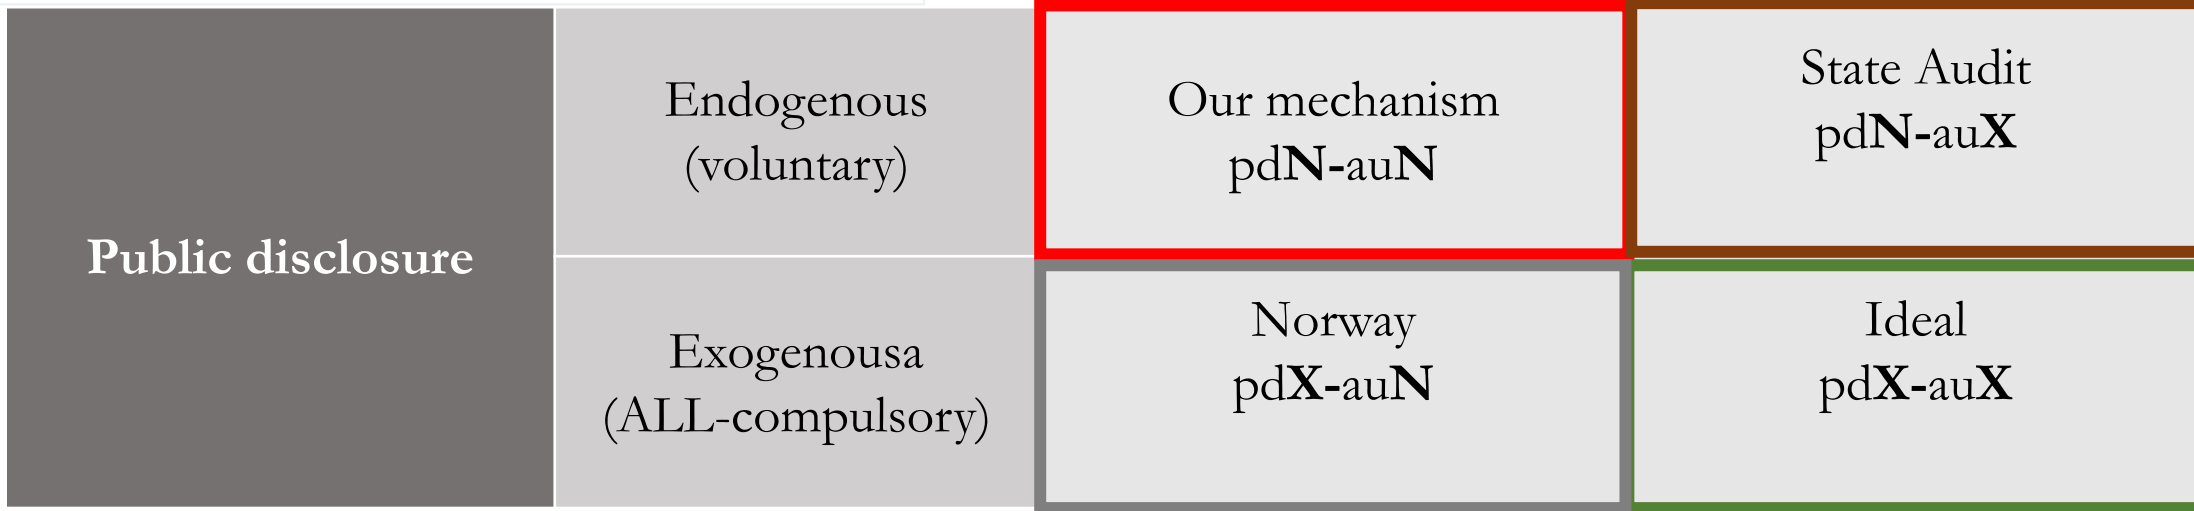 Public disclosure
Endogenous
(voluntary)
Our mechanism
pdN-auN
State Audit
pdN-auX
Exogenousa
(ALL-compulsory)
Norway
pdX-auN
Ideal
pdX-auX